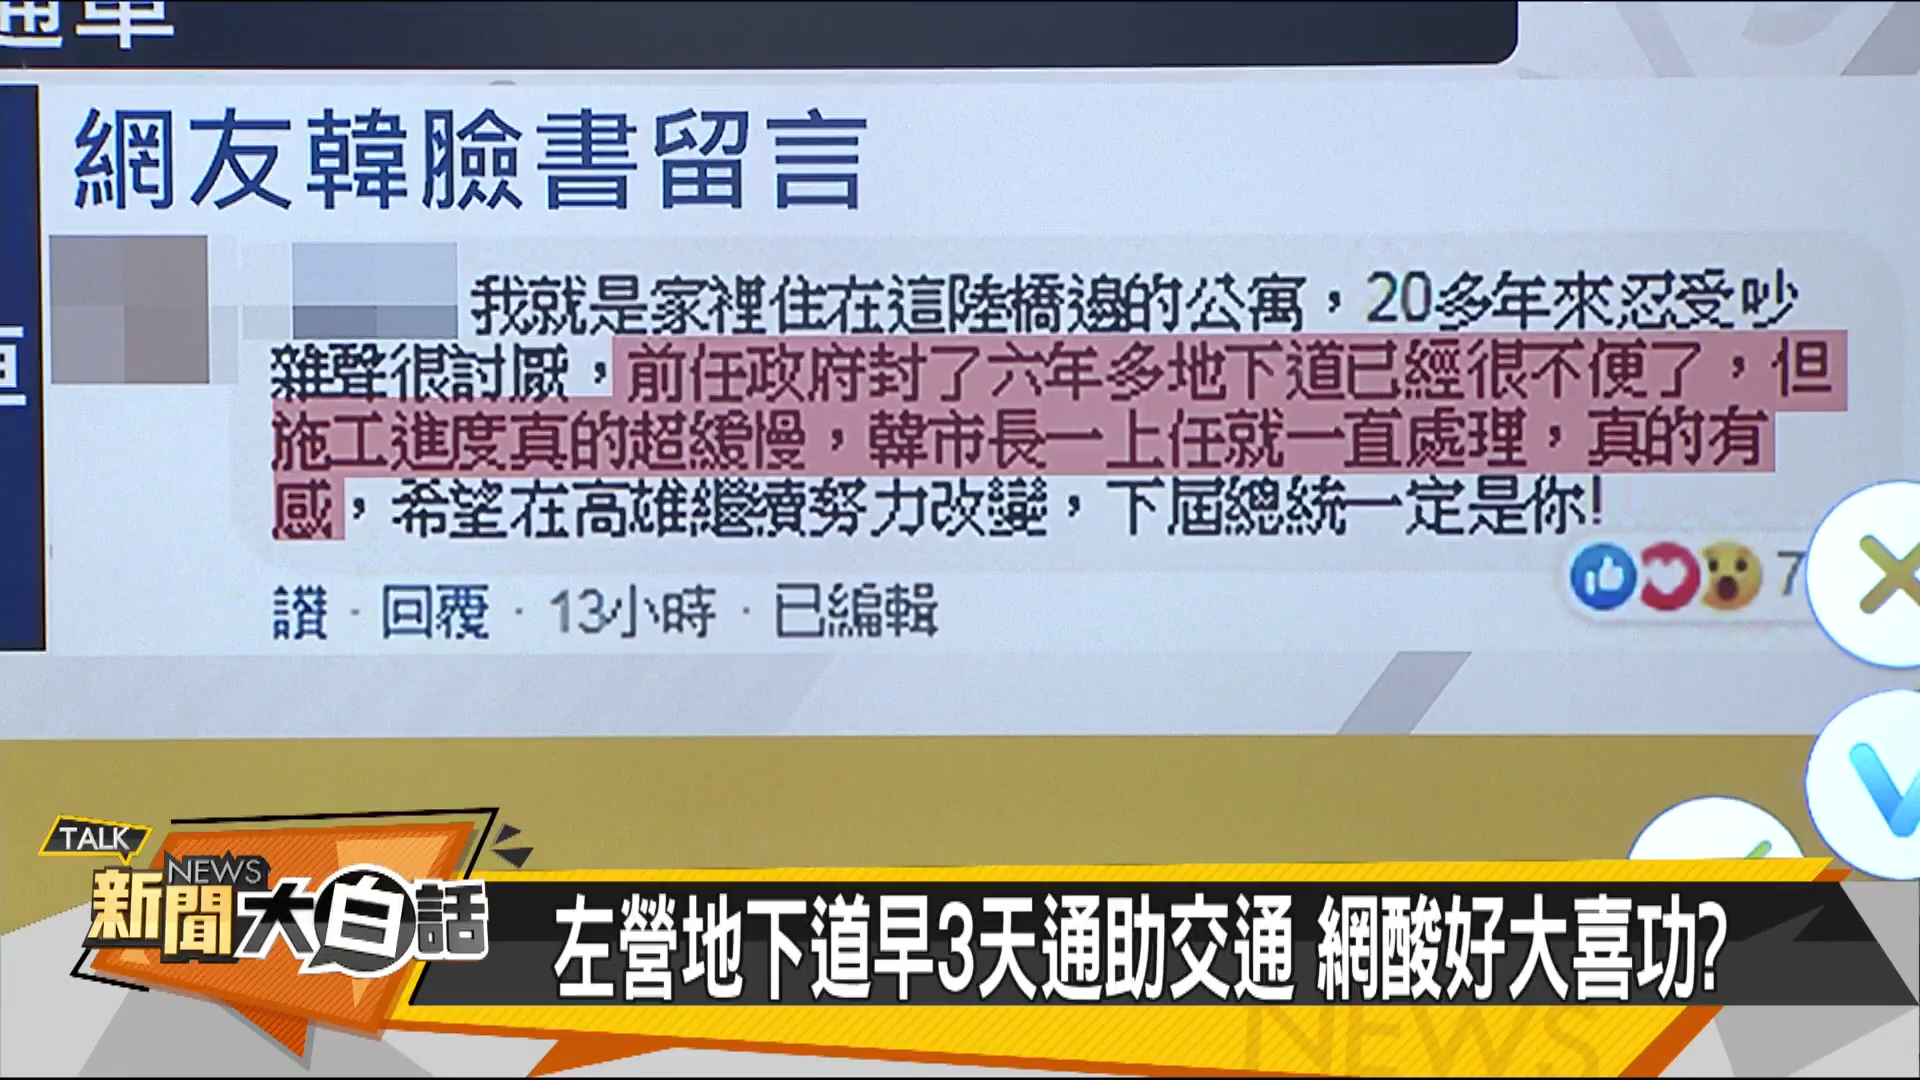 通車
網友韓臉書留言
我就是家裡住在這陸橋邊的公寓，20多年來忍受吵
雜聲很討厭，前任政府封了六年多地下道已經很不便了，但
施工進度真的超緩慢，韓市長一上任就一直處理，真的有
感，希望在高雄繼續努力改變，下屆總統一定是你!
7
讚·回覆·13小時·已編輯
車
TALK
NEWS
新聞大白話
左營地下道早3天通助交通 網酸好大喜功?
NEWS